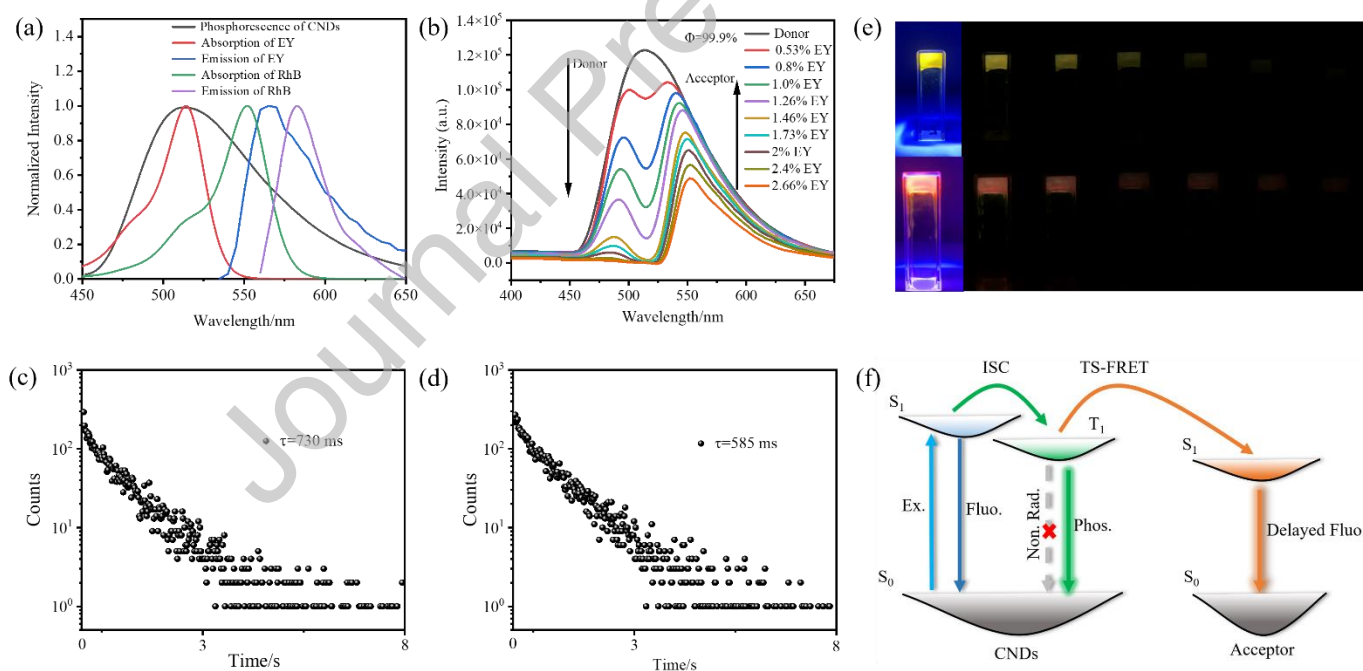 (a)
Phosphorescence of CNDs
Absorption of EY
Emission of EY
Absorption of RhB
Emission of RhB
Normalized Intensity
1.4
1.2
1.0
0.8
0.6
0.4
0.2
0.0
450 500 550 600 650
Wavelength/nm
(b)
Intensity (a.u.)
1.4×10⁵
1.2×10⁵
1.0×10⁵
8.0×10⁴
6.0×10⁴
4.0×10⁴
2.0×10⁴
0.0
Φ=99.9%
Donor
Acceptor
Donor
0.53% EY
0.8% EY
1.0% EY
1.26% EY
1.46% EY
1.73% EY
2% EY
2.4% EY
2.66% EY
400 450 500 550 600 650
Wavelength/nm
(e)
Journal Pre
(c)
Counts
10³
10²
10¹
10⁰
τ=730 ms
0 3 8
Time/s
(d)
Counts
10³
10²
10¹
10⁰
τ=585 ms
0 3 8
Time/s
(f)
ISC
TS-FRET
S₁
T₁
S₁
Ex.
Fluo.
Non. Rad.
Phos.
Delayed Fluo
S₀
S₀
CNDs
Acceptor